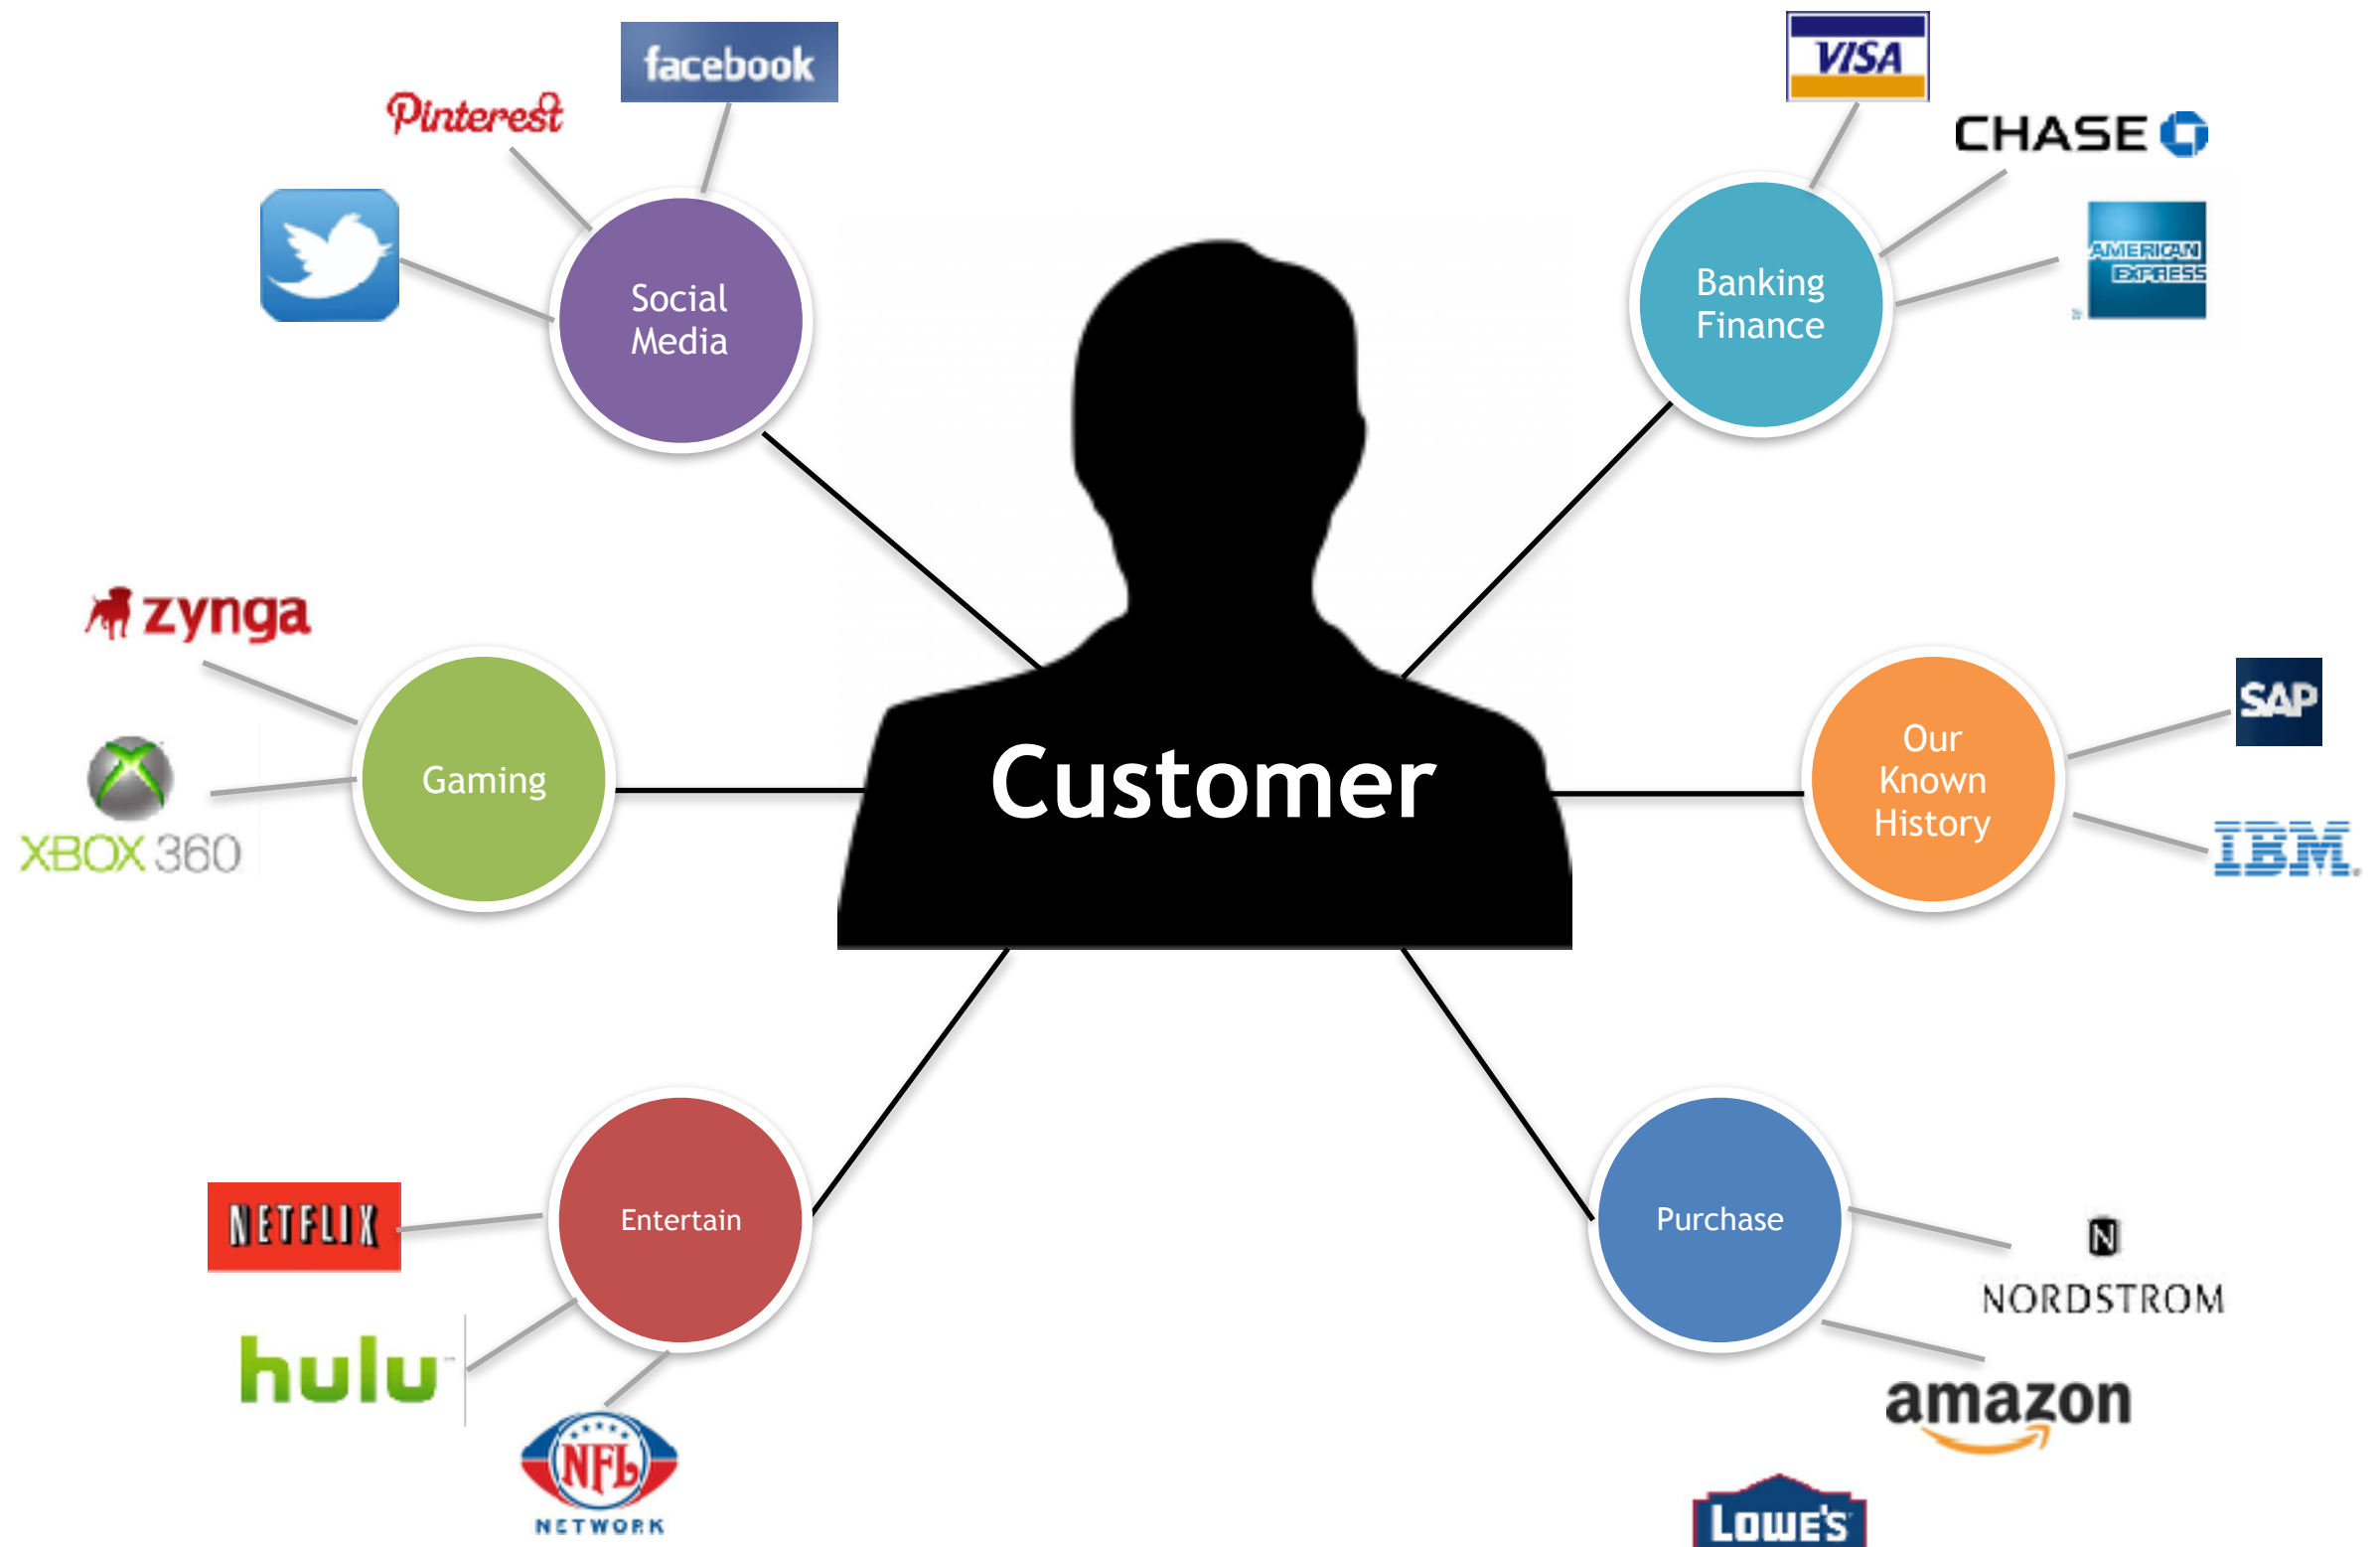 facebook
Pinterest
Social
Media
VISA
CHASE
AMERICAN
EXPRESS
Banking
Finance
zynga
XBOX 360
Gaming
Customer
Our
Known
History
SAP
IBM
NETFLIX
hulu
NFL
NETWORK
Entertain
Purchase
N
NORDSTROM
amazon
LOWE'S